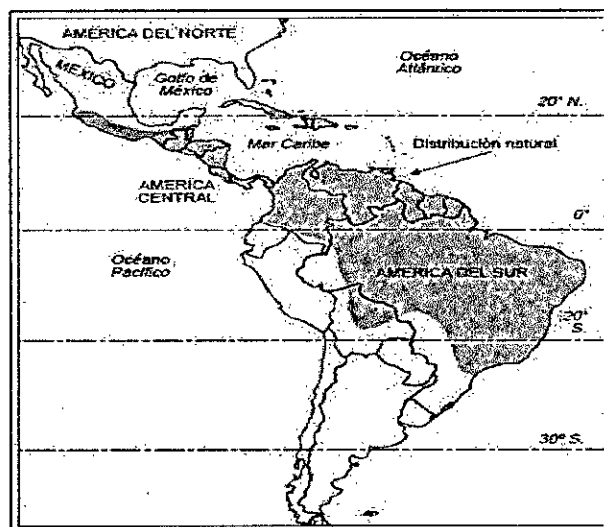 AMÉRICA DEL NORTE
MÉXICO
Golfo de
México
Océano
Atlántico
20° N.
Mar Caribe
Distribución natural
AMÉRICA
CENTRAL
0°
Océano
Pacífico
AMÉRICA DEL SUR
20°
S.
30° S.